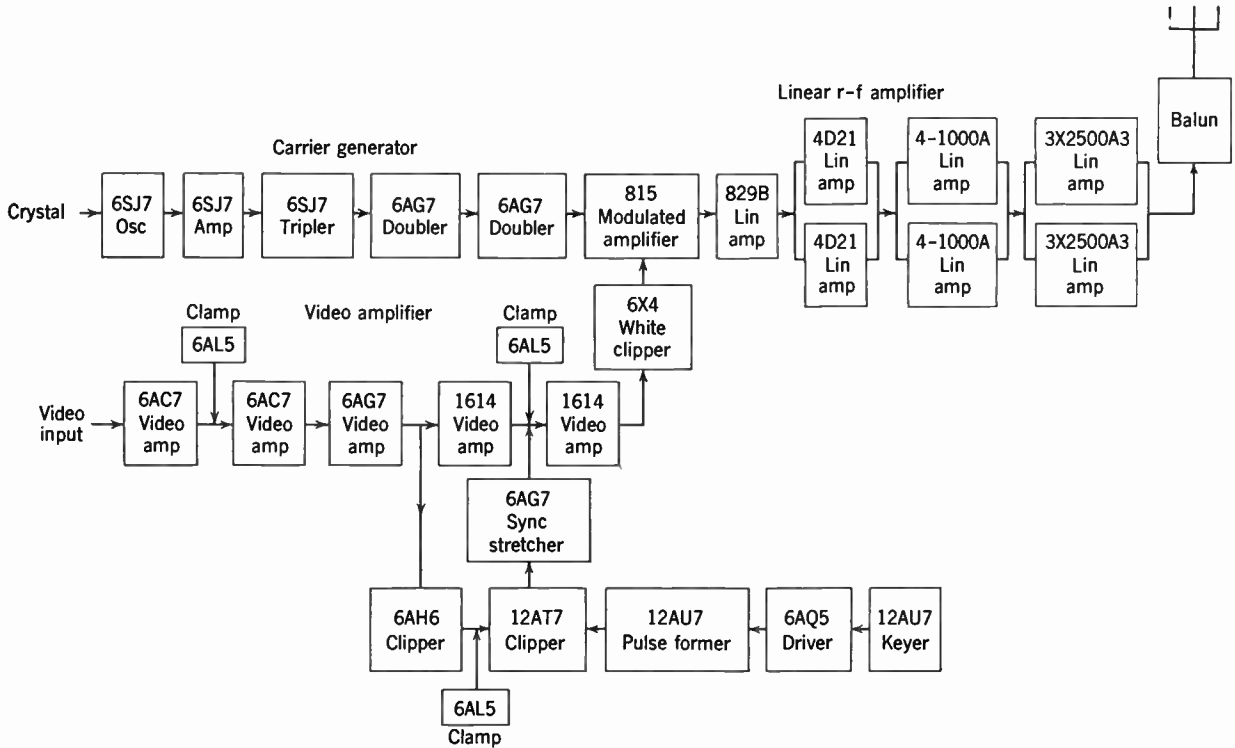 Linear r-f amplifier
Balun
Carrier generator
Crystal
6SJ7
Osc
6SJ7
Amp
6SJ7
Tripler
6AG7
Doubler
6AG7
Doubler
815
Modulated
amplifier
829B
Lin
amp
4D21
Lin
amp
4D21
Lin
amp
4-1000A
Lin
amp
4-1000A
Lin
amp
3X2500A3
Lin
amp
3X2500A3
Lin
amp
Video amplifier
Clamp
6AL5
Clamp
6AL5
6X4
White
clipper
Video
input
6AC7
Video
amp
6AC7
Video
amp
6AG7
Video
amp
1614
Video
amp
1614
Video
amp
6AG7
Sync
stretcher
6AH6
Clipper
12AT7
Clipper
12AU7
Pulse former
6AQ5
Driver
12AU7
Keyer
6AL5
Clamp